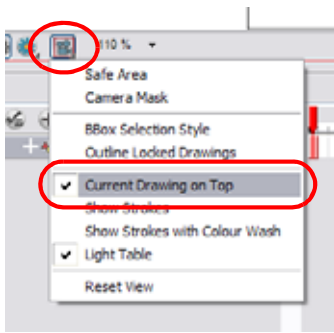 110 %
Safe Area
Camera Mask
BBox Selection Style
Outline Locked Drawings
Current Drawing on Top
Show Strokes
Show Strokes with Colour Wash
Light Table
Reset View